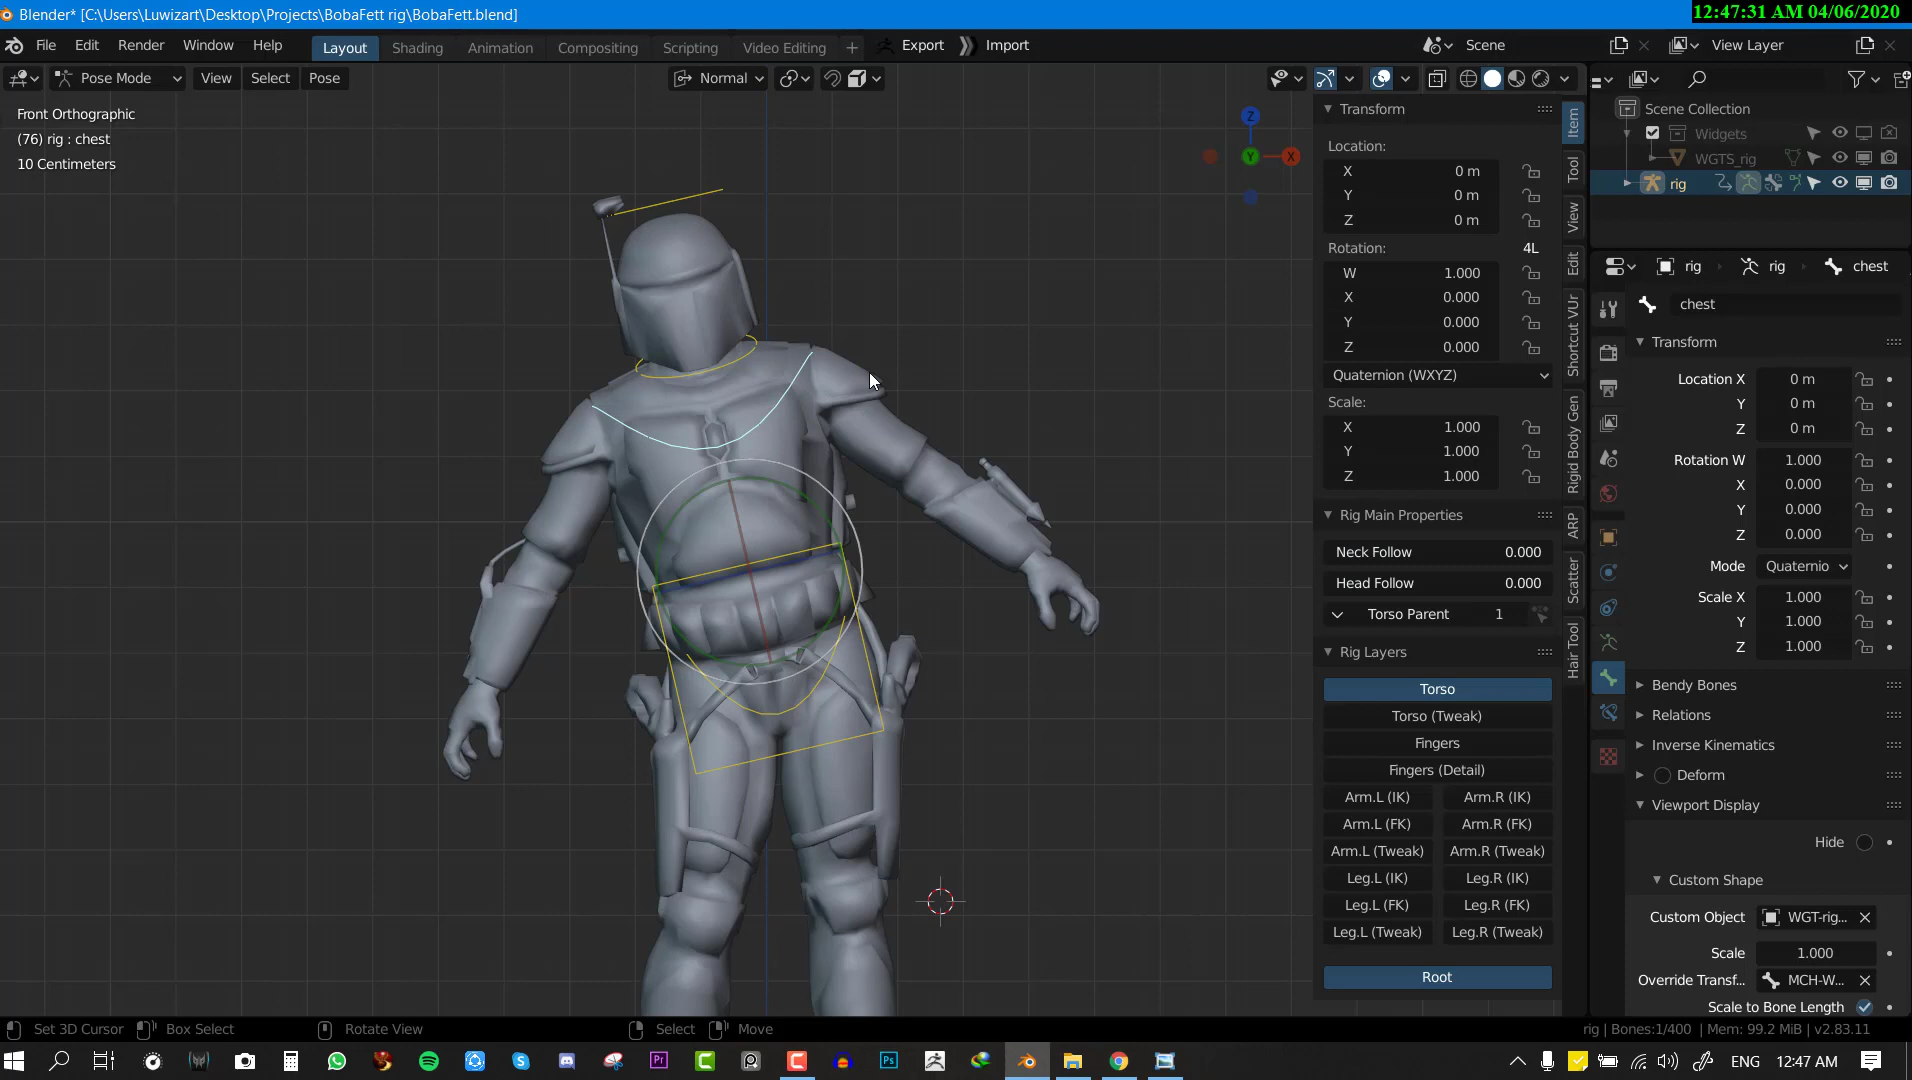 Blender* [C:\Users\Luwizart\Desktop\Projects\BobaFett rig\BobaFett.blend]
12:47:31 AM 04/06/2020
File Edit Render Window Help Layout Shading Animation Compositing Scripting Video Editing + Export Import Scene View Layer
Pose Mode View Select Pose Normal
Front Orthographic
(76) rig : chest
10 Centimeters
Z
Y
X
Transform
Location:
X 0 m
Y 0 m
Z 0 m
Rotation: 4L
W 1.000
X 0.000
Y 0.000
Z 0.000
Quaternion (WXYZ)
Scale:
X 1.000
Y 1.000
Z 1.000
Rig Main Properties
Neck Follow 0.000
Head Follow 0.000
Torso Parent 1
Rig Layers
Torso
Torso (Tweak)
Fingers
Fingers (Detail)
Arm.L (IK) Arm.R (IK)
Arm.L (FK) Arm.R (FK)
Arm.L (Tweak) Arm.R (Tweak)
Leg.L (IK) Leg.R (IK)
Leg.L (FK) Leg.R (FK)
Leg.L (Tweak) Leg.R (Tweak)
Root
Item
Tool
View
Edit
Shortcut VUr
Rigid Body Gen
ARP
Scatter
Hair Tool
Scene Collection
Widgets
WGTS_rig
rig
rig rig chest
chest
Transform
Location X 0 m
Y 0 m
Z 0 m
Rotation W 1.000
X 0.000
Y 0.000
Z 0.000
Mode Quaternio
Scale X 1.000
Y 1.000
Z 1.000
Bendy Bones
Relations
Inverse Kinematics
Deform
Viewport Display
Hide
Custom Shape
Custom Object WGT-rig...
Scale 1.000
Override Transf... MCH-W...
Scale to Bone Length
Set 3D Cursor Box Select Rotate View Select Move rig | Bones:1/400 | Mem: 99.2 MiB | v2.83.11
Pr Ps ENG 12:47 AM